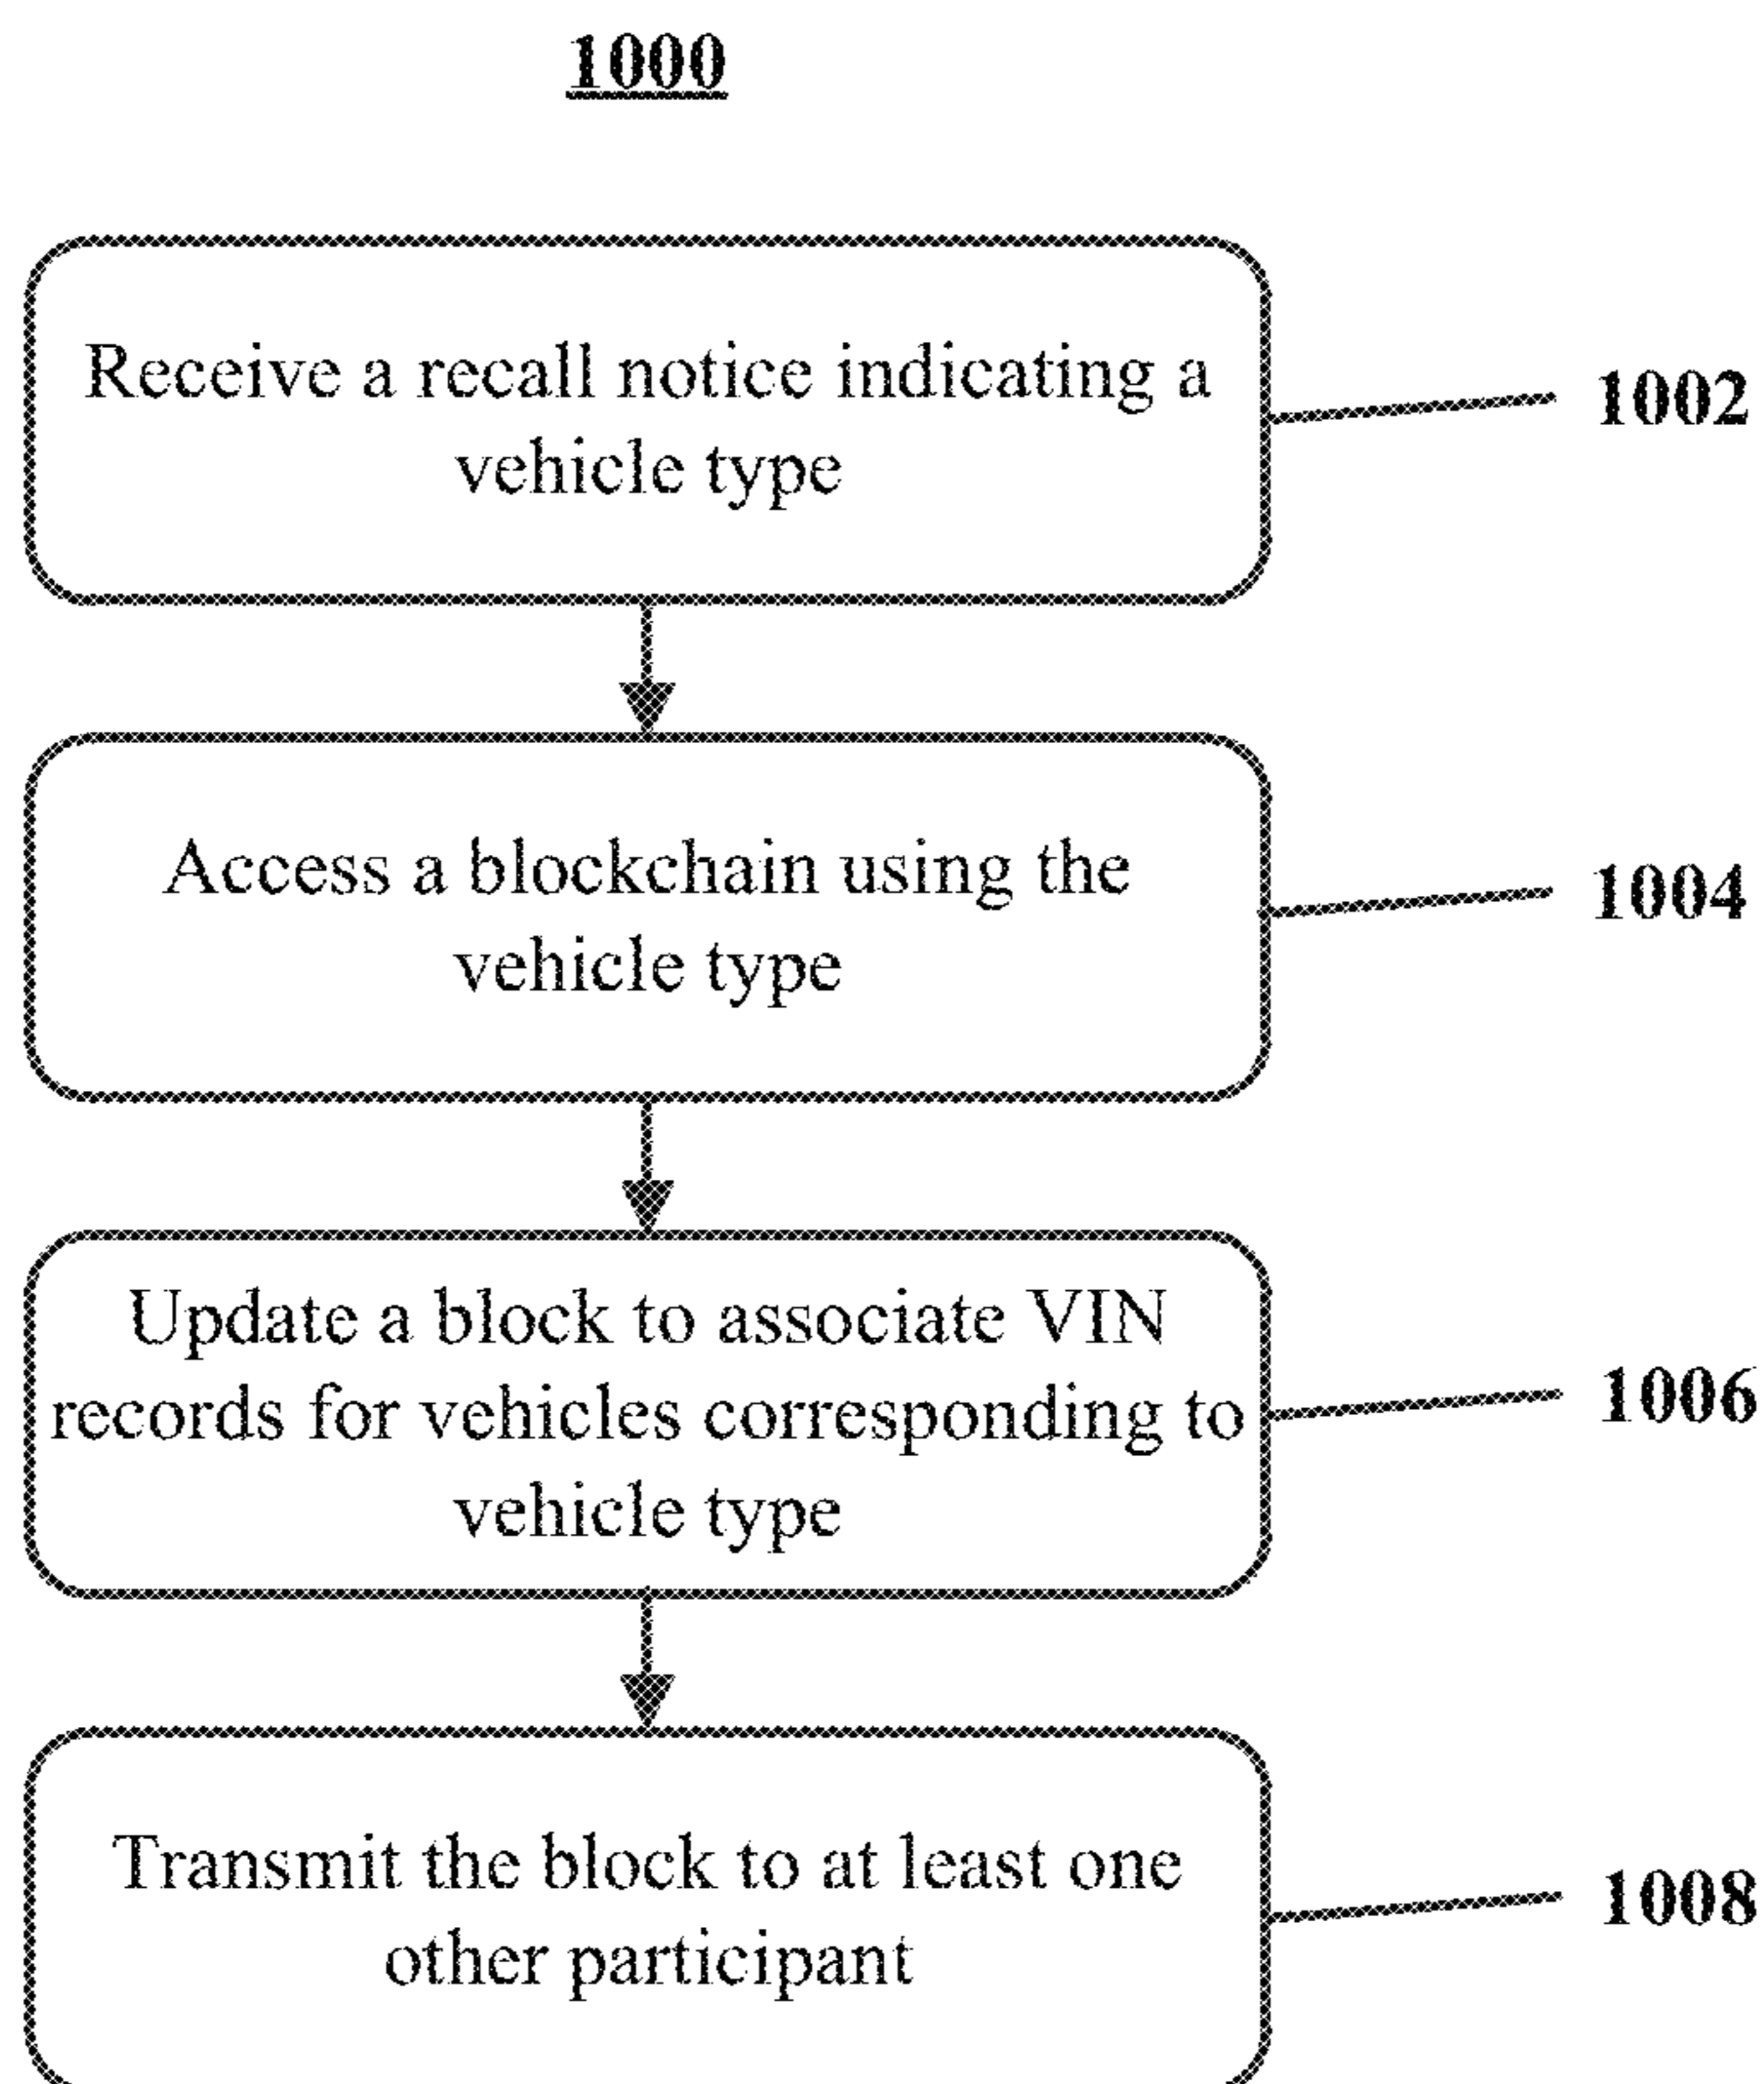 1000
Receive a recall notice indicating a
vehicle type
1002
Access a blockchain using the
vehicle type
1004
Update a block to associate VIN
records for vehicles corresponding to
vehicle type
1006
Transmit the block to at least one
other participant
1008